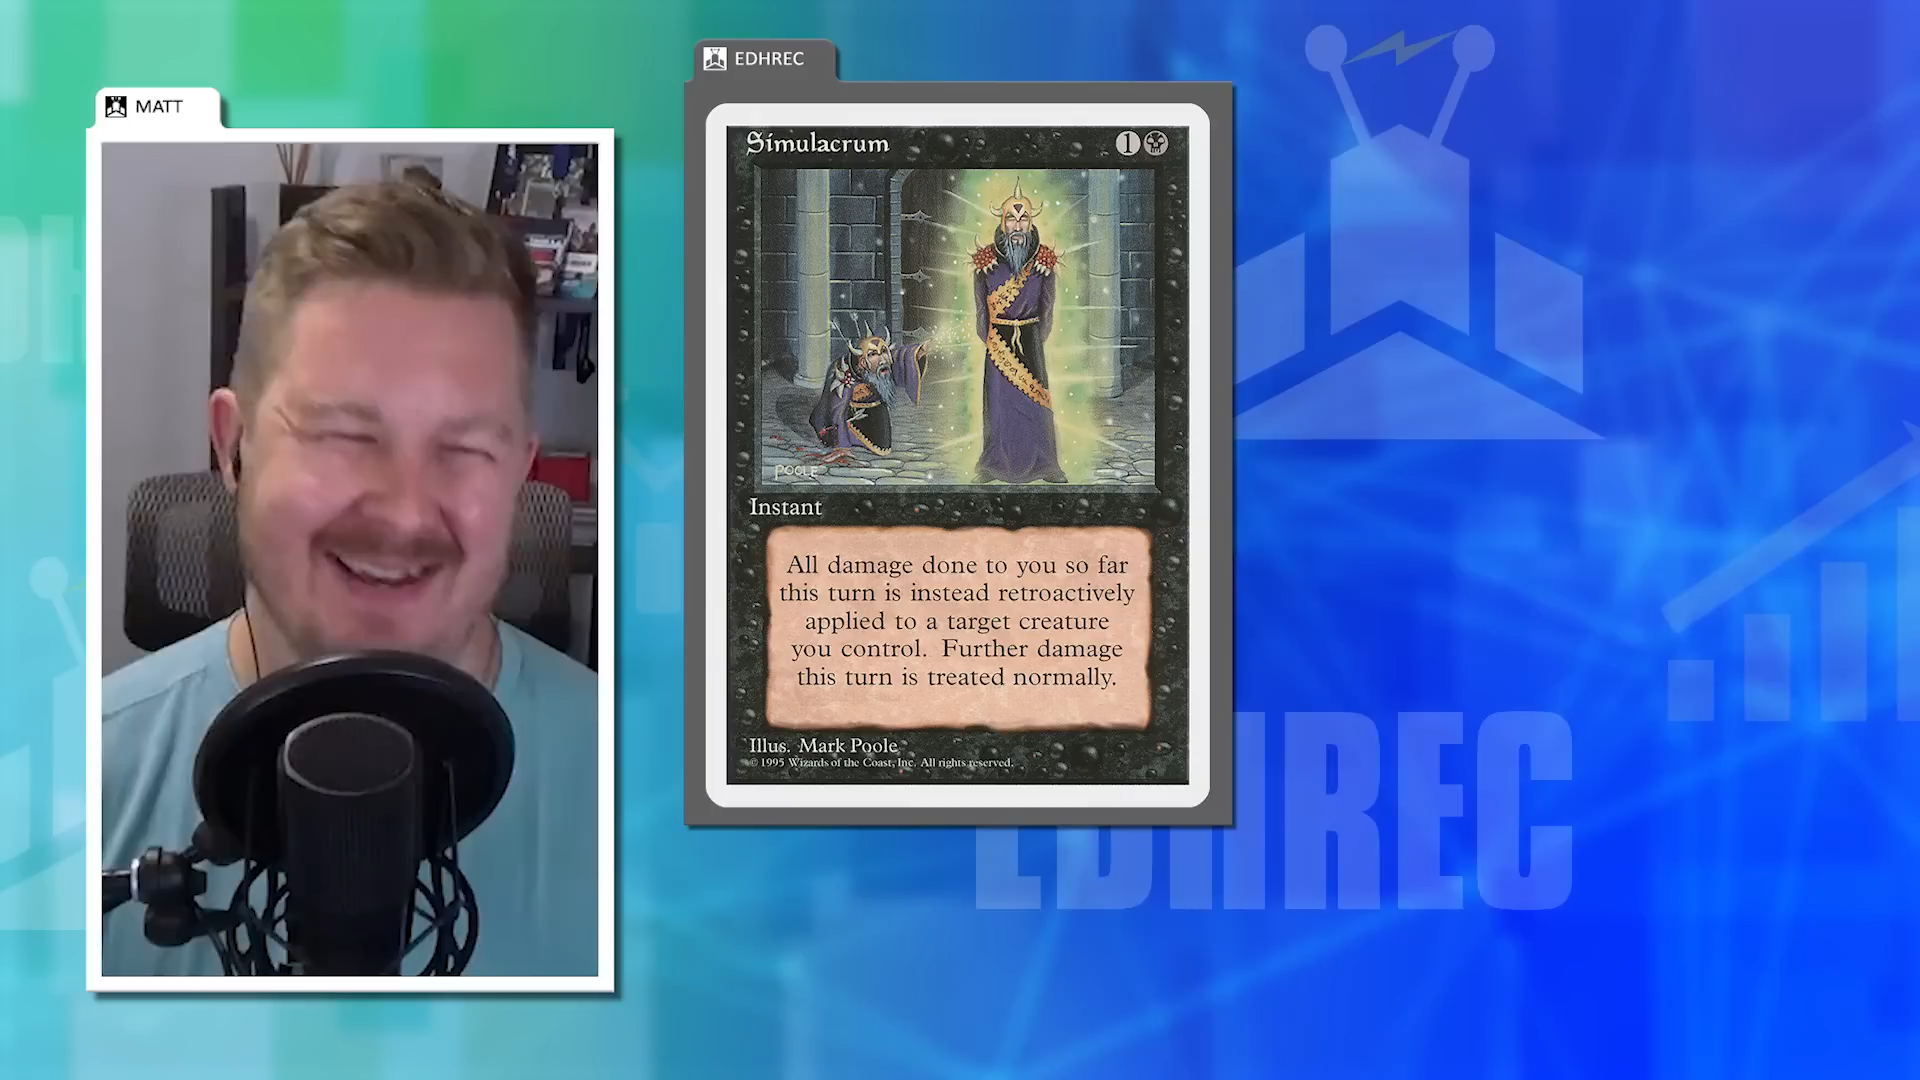 MATT
EDHREC
Simulacrum 1
POOLE
Instant
All damage done to you so far
this turn is instead retroactively
applied to a target creature
you control. Further damage
this turn is treated normally.
Illus. Mark Poole
© 1995 Wizards of the Coast, Inc. All rights reserved.
EDHREC